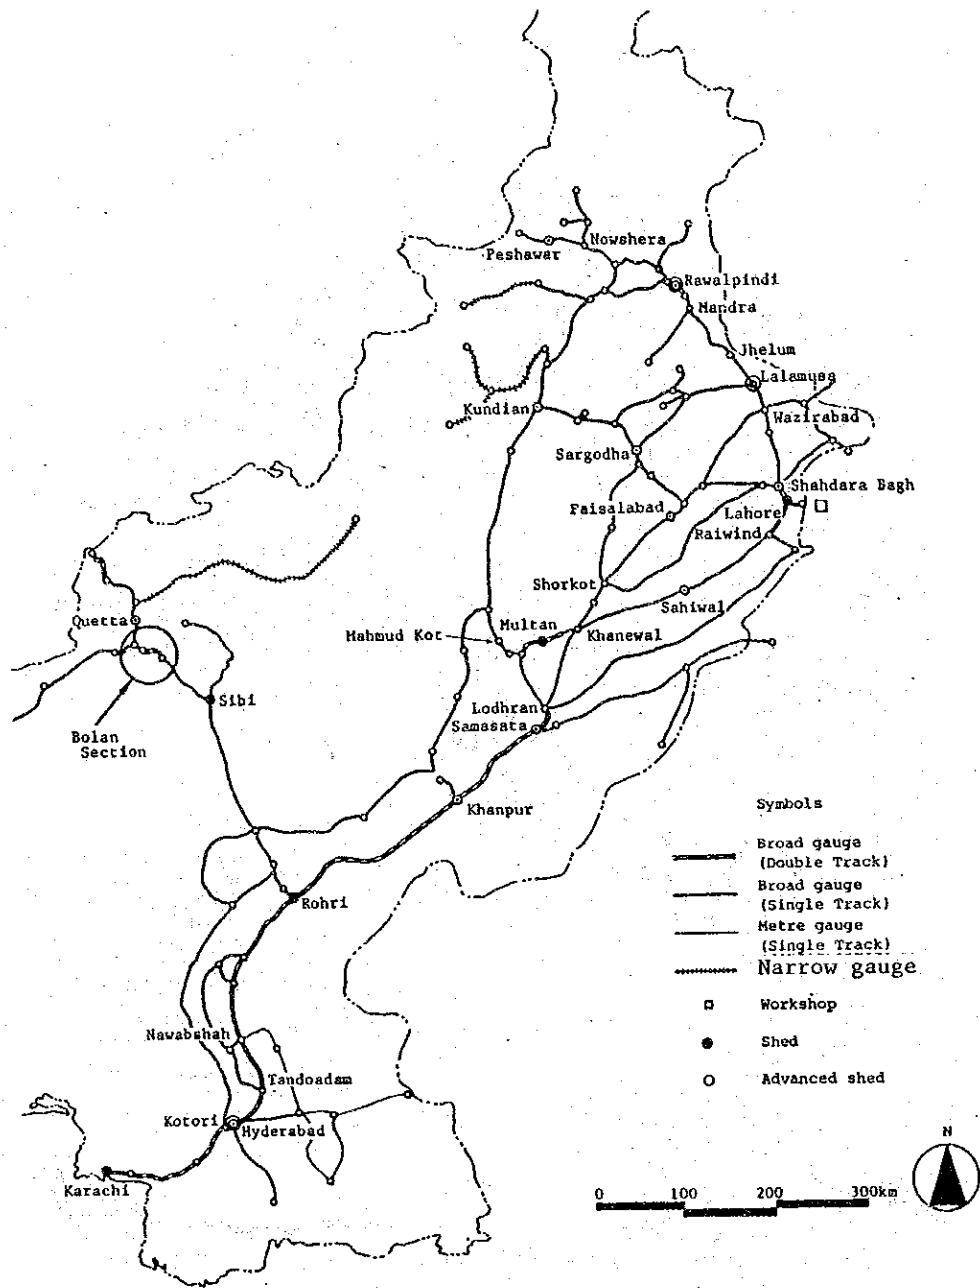 Nowshera
Peshawar
Rawalpindi
Mandra
Jhelum
Lalamusa
Kundian
Wazirabad
Sargodha
Shahdara Bagh
Faisalabad
Lahore
Raiwind
Shorkot
Sahiwal
Quetta
Multan
Mahmud Kot
Khanewal
Sibi
Lodhran
Samasata
Bolan
Section
Khanpur
Rohri
Nawabshah
Tandoadam
Kotori
Hyderabad
Karachi
Symbols
Broad gauge
(Double Track)
Broad gauge
(Single Track)
Metre gauge
(Single Track)
Narrow gauge
Workshop
Shed
Advanced shed
N
0 100 200 300km